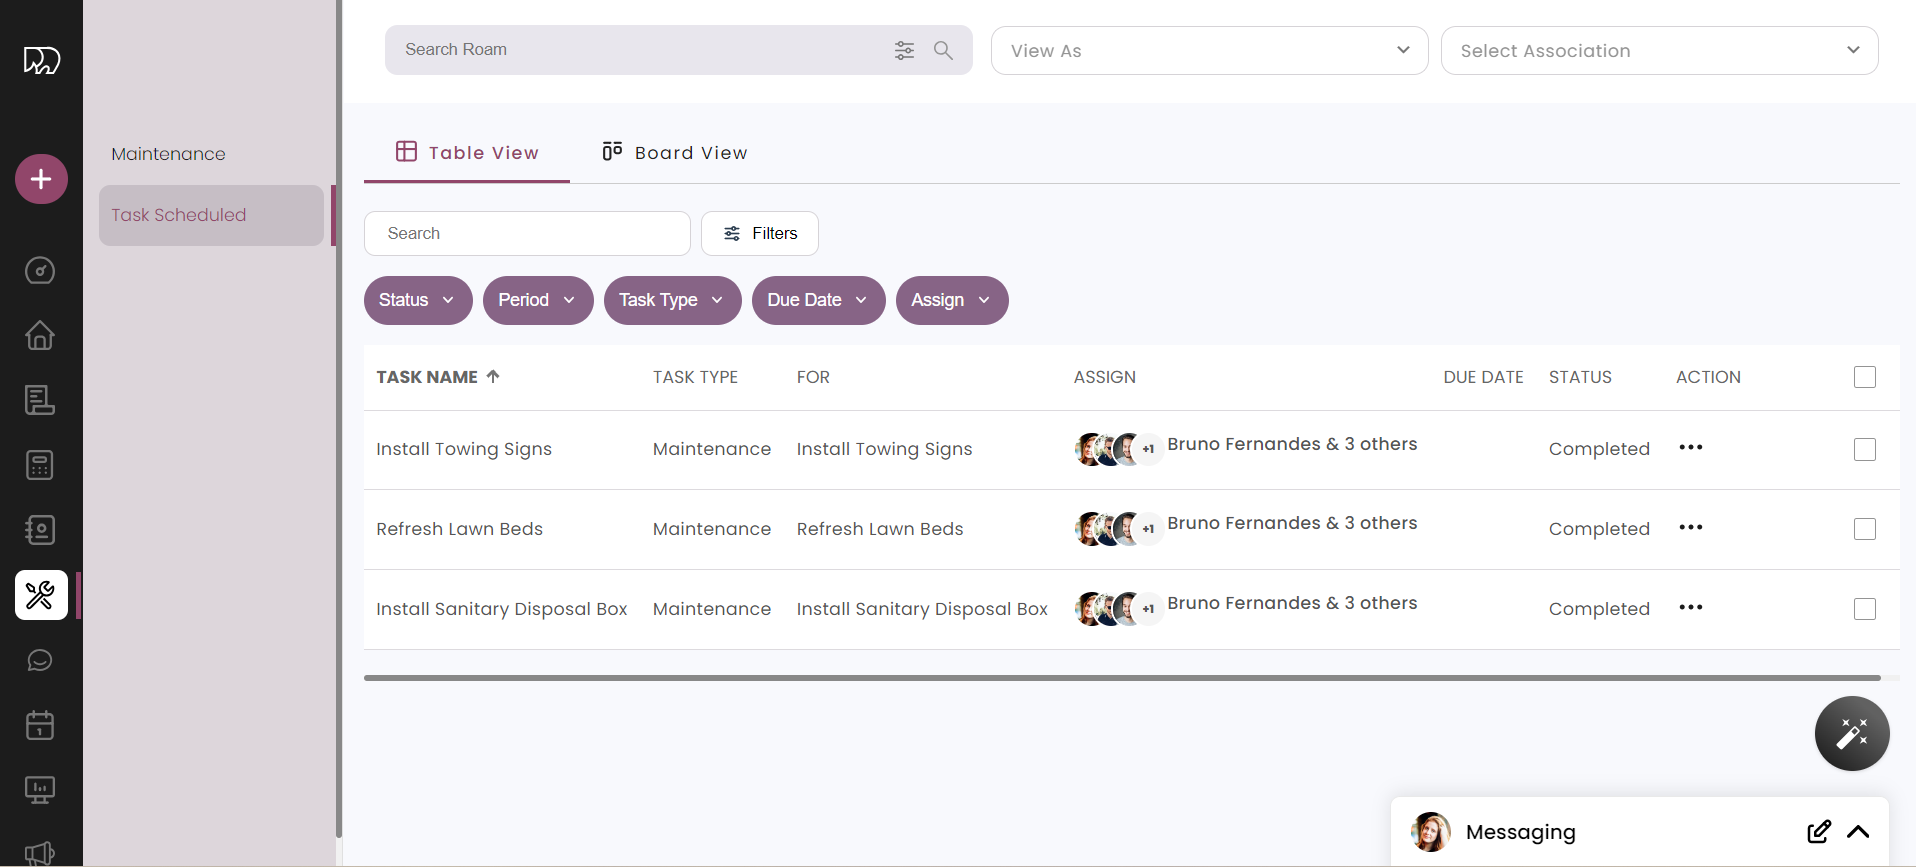 Search Roam
View As
Select Association
Maintenance
Task Scheduled
Table View
Board View
Search
Filters
Status
Period
Task Type
Due Date
Assign
TASK NAME TASK TYPE FOR ASSIGN DUE DATE STATUS ACTION
Install Towing Signs Maintenance Install Towing Signs +1 Bruno Fernandes & 3 others Completed
Refresh Lawn Beds Maintenance Refresh Lawn Beds +1 Bruno Fernandes & 3 others Completed
Install Sanitary Disposal Box Maintenance Install Sanitary Disposal Box +1 Bruno Fernandes & 3 others Completed
1
Messaging